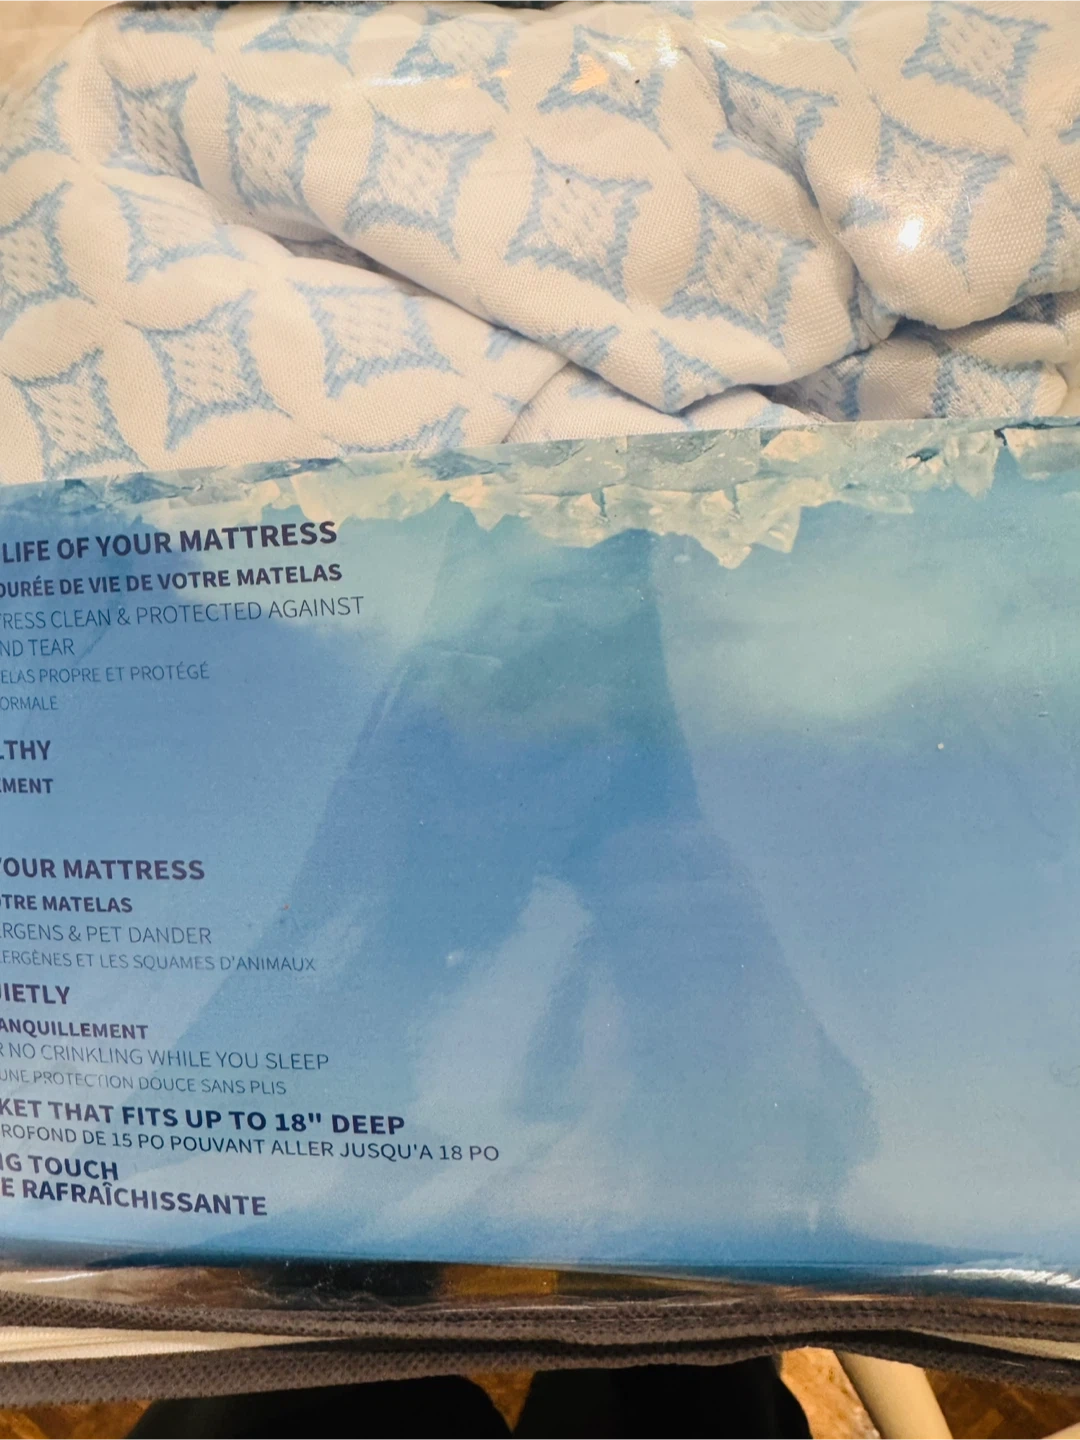 LIFE OF YOUR MATTRESS
DURÉE DE VIE DE VOTRE MATELAS
TRESS CLEAN & PROTECTED AGAINST
ND TEAR
ELAS PROPRE ET PROTÉGÉ
ORMALE
LTHY
EMENT
YOUR MATTRESS
OTRE MATELAS
ERGENS & PET DANDER
LERGÈNES ET LES SQUAMES D'ANIMAUX
UIETLY
ANQUILLEMENT
R NO CRINKLING WHILE YOU SLEEP
UNE PROTECTION DOUCE SANS PLIS
KET THAT FITS UP TO 18" DEEP
ROFOND DE 15 PO POUVANT ALLER JUSQU'A 18 PO
NG TOUCH
E RAFRAÎCHISSANTE